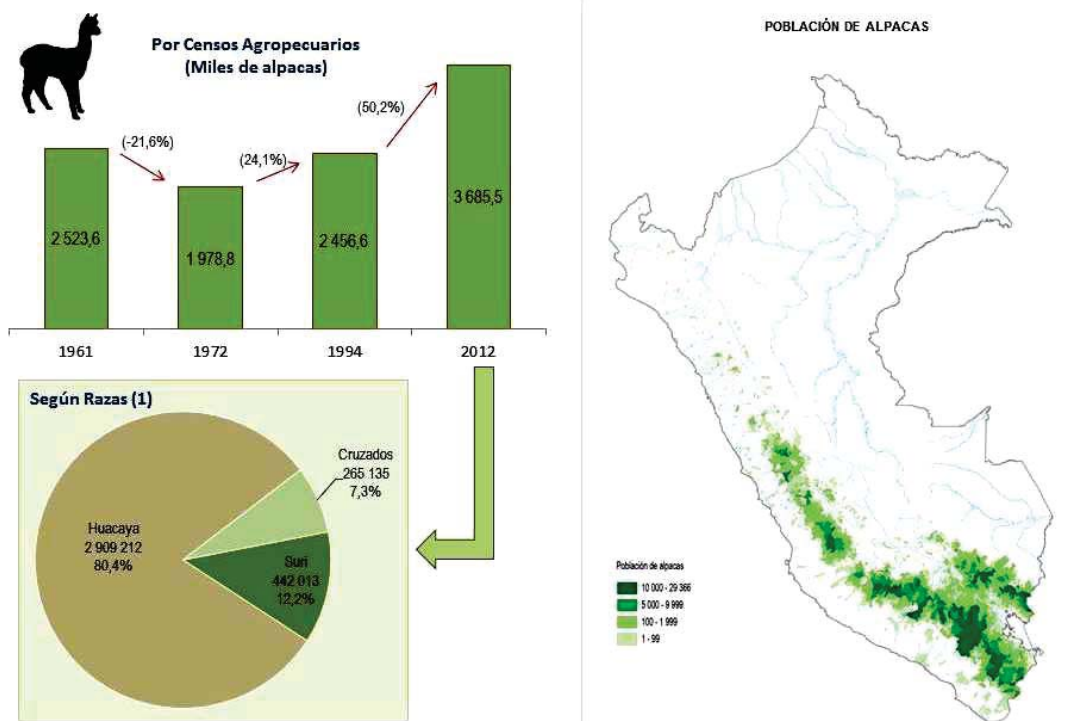 Por Censos Agropecuarios
(Miles de alpacas)
(-21,6%)
(24,1%)
(50,2%)
2 523,6
1 978,8
2 456,6
3 685,5
1961
1972
1994
2012
Según Razas (1)
Cruzados
265 135
7,3%
Huacaya
2 909 212
80,4%
Suri
442 013
12,2%
POBLACIÓN DE ALPACAS
Población de alpacas
10 000 - 29 366
5 000 - 9 999
100 - 1 999
1 - 99